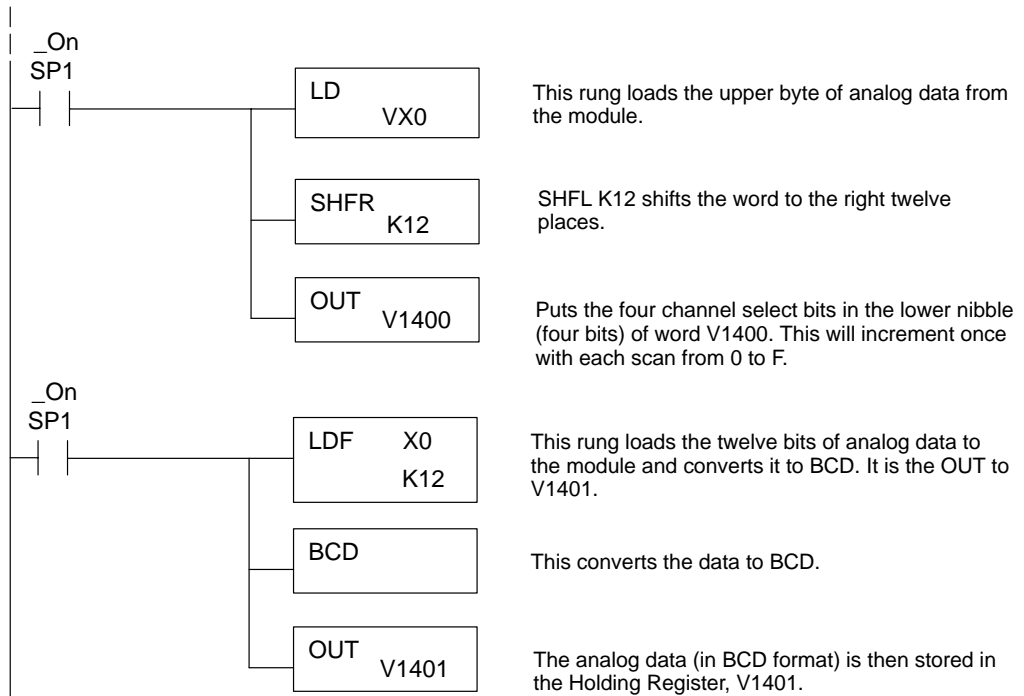 _On
SP1
LD
VX0
This rung loads the upper byte of analog data from
the module.
SHFR
K12
SHFL K12 shifts the word to the right twelve
places.
OUT
V1400
Puts the four channel select bits in the lower nibble
(four bits) of word V1400. This will increment once
with each scan from 0 to F.
_On
SP1
LDF X0
K12
This rung loads the twelve bits of analog data to
the module and converts it to BCD. It is the OUT to
V1401.
BCD
This converts the data to BCD.
OUT
V1401
The analog data (in BCD format) is then stored in
the Holding Register, V1401.